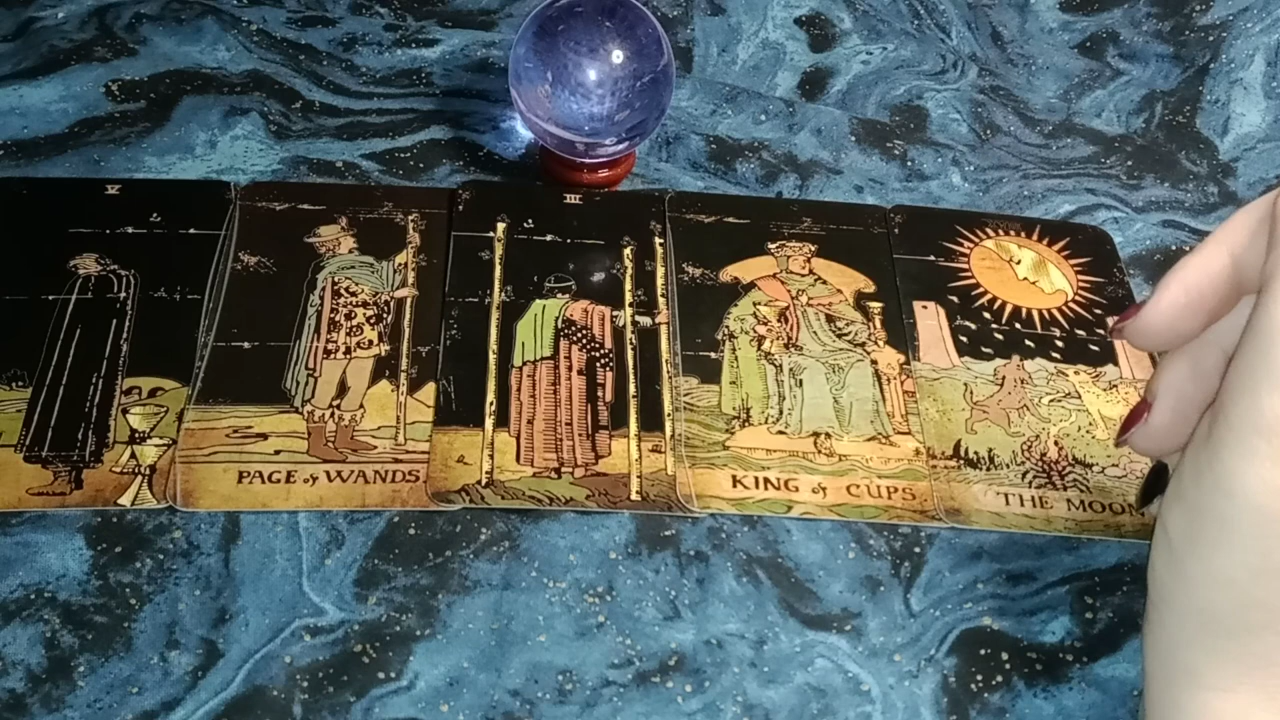 V
PAGE of WANDS.
III
KING of CUPS.
THE MOON